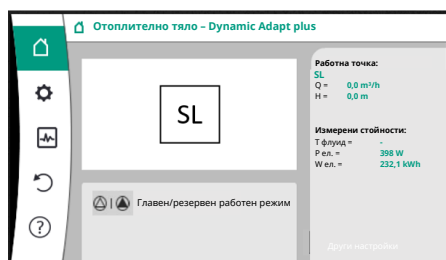 Отоплително тяло – Dynamic Adapt plus
SL
Главен/резервен работен режим
Работна точка:
SL
Q = 0,0 m³/h
H = 0,0 m
Измерени стойности:
T флуид = -
P ел. = 398 W
W ел. = 232,1 kWh
Други настройки